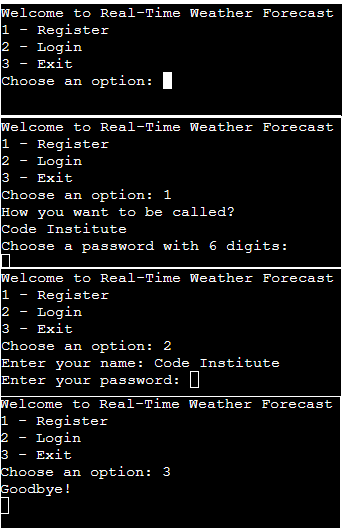 Welcome to Real-Time Weather Forecast
1 - Register
2 - Login
3 - Exit
Choose an option:
Welcome to Real-Time Weather Forecast
1 - Register
2 - Login
3 - Exit
Choose an option: 1
How you want to be called?
Code Institute
Choose a password with 6 digits:
Welcome to Real-Time Weather Forecast
1 - Register
2 - Login
3 - Exit
Choose an option: 2
Enter your name: Code Institute
Enter your password:
Welcome to Real-Time Weather Forecast
1 - Register
2 - Login
3 - Exit
Choose an option: 3
Goodbye!